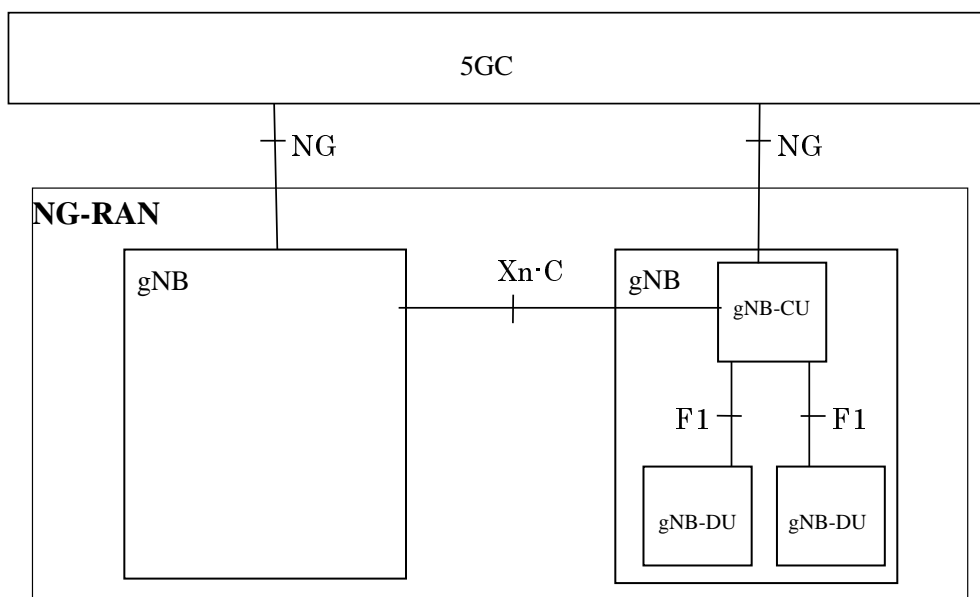 5GC
NG
NG
NG-RAN
gNB
Xn-C
gNB
gNB-CU
F1
F1
gNB-DU
gNB-DU